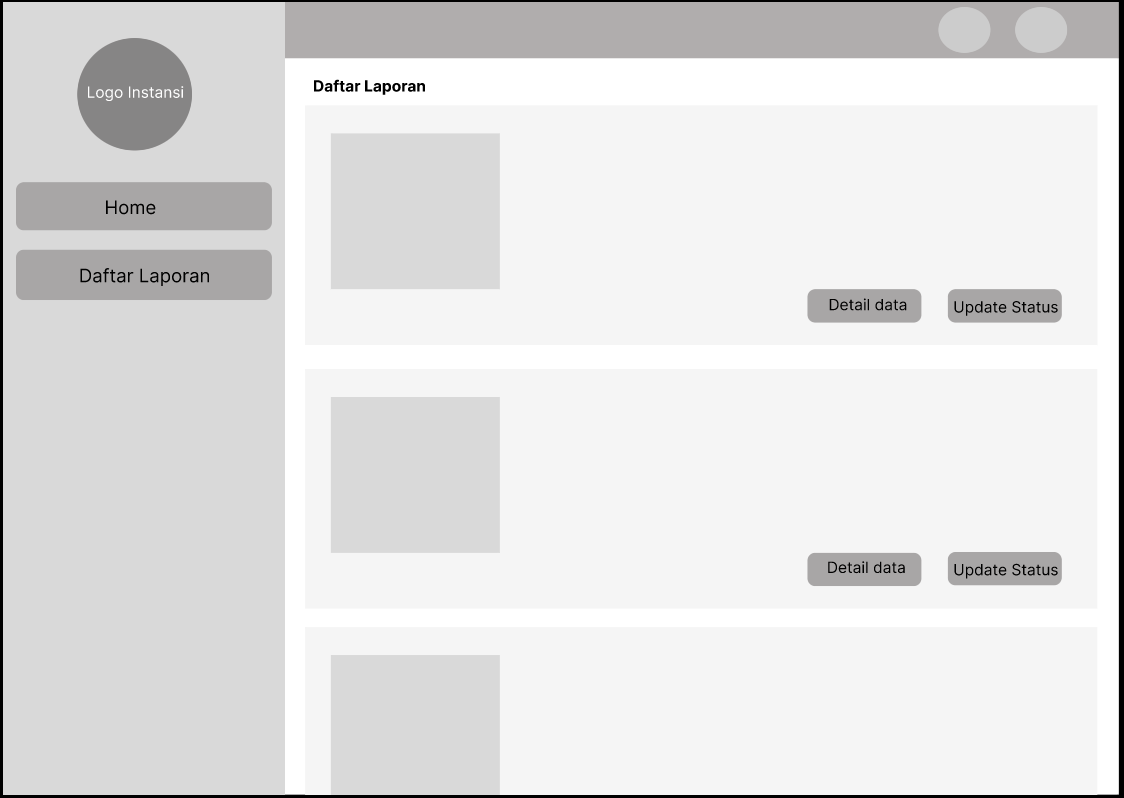 Logo Instansi
Home
Daftar Laporan
Daftar Laporan
Detail data
Update Status
Detail data
Update Status